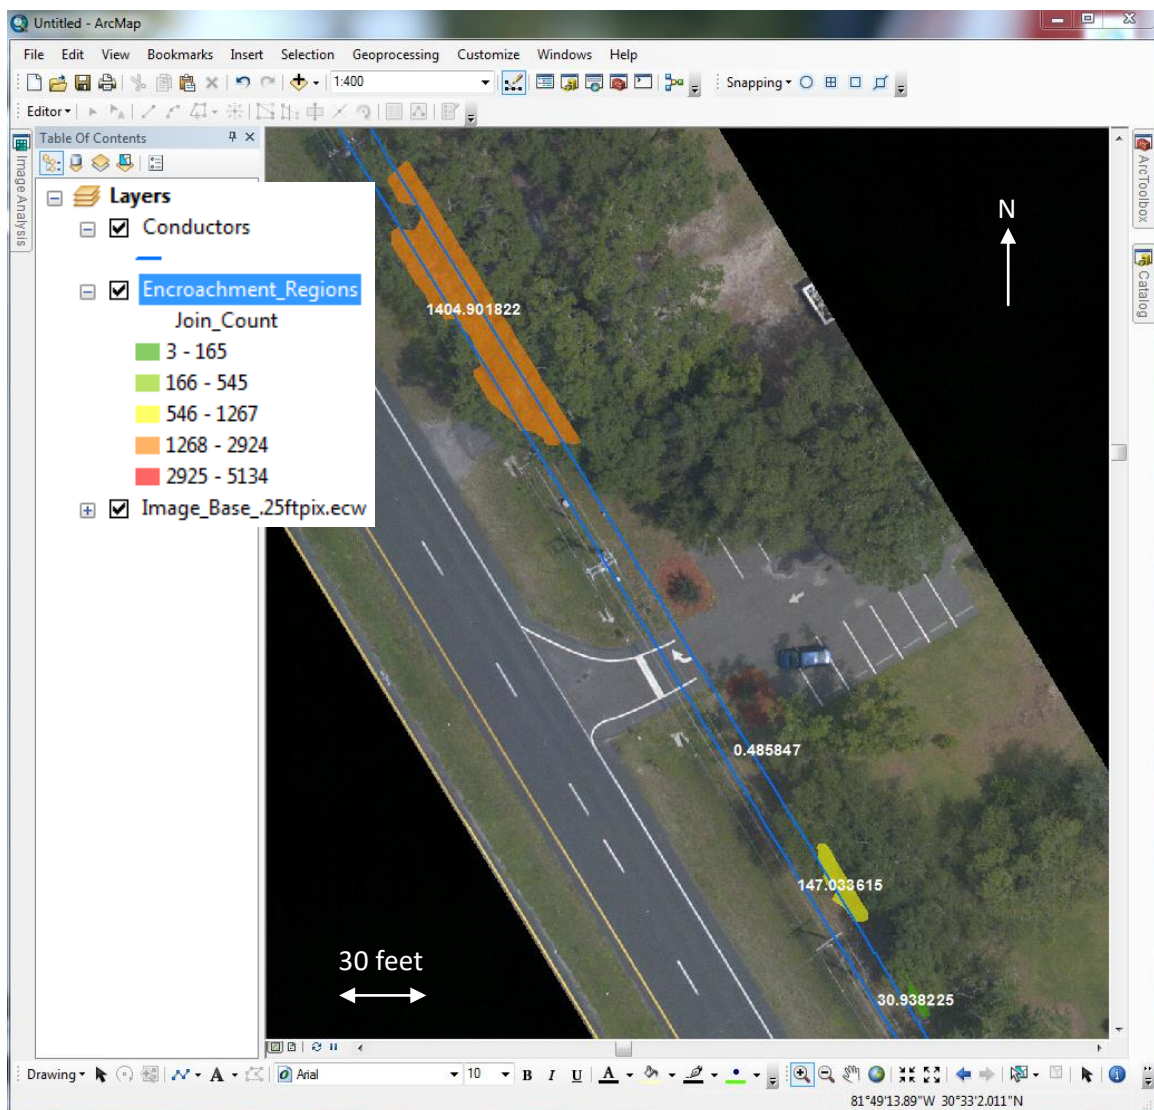 Untitled - ArcMap
File Edit View Bookmarks Insert Selection Geoprocessing Customize Windows Help
1:400 Snapping
Editor
Table Of Contents
Image Analysis
Layers
Conductors
Encroachment_Regions
Join_Count
3 - 165
166 - 545
546 - 1267
1268 - 2924
2925 - 5134
Image_Base_.25ftpix.ecw
N
1404.901822
0.485847
147.033615
30.938225
30 feet
ArcToolbox
Catalog
Drawing A Arial 10 B I U A
81°49'13.89"W 30°33'2.011"N